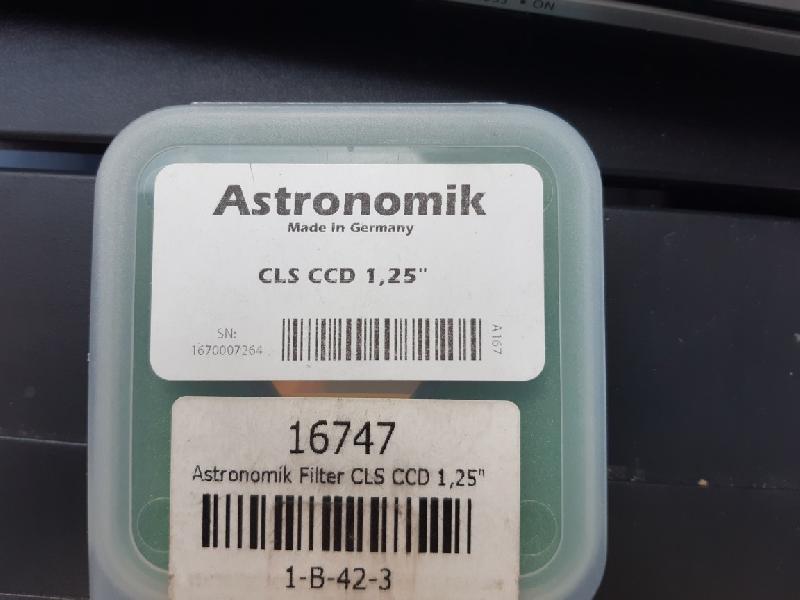 ON
Astronomik
Made in Germany
CLS CCD 1,25"
SN:
1670007264
A167
16747
Astronomik Filter CLS CCD 1,25"
1-B-42-3